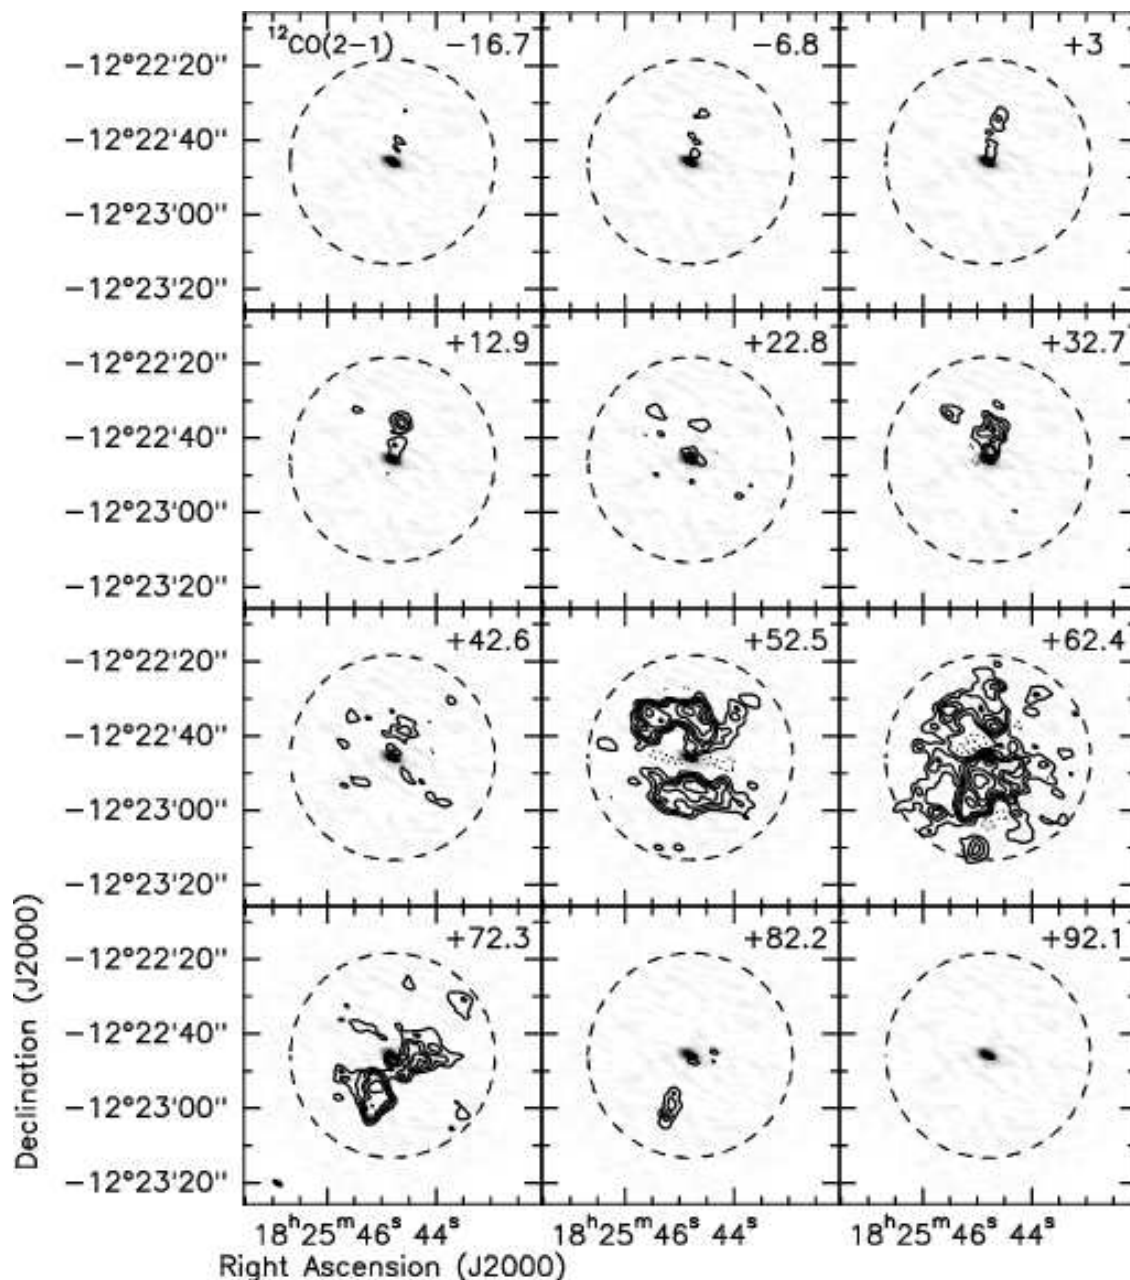 ¹²CO(2-1) -16.7 -6.8 +3
-12°22'20"
-12°22'40"
-12°23'00"
-12°23'20"
+12.9 +22.8 +32.7
-12°22'20"
-12°22'40"
-12°23'00"
-12°23'20"
+42.6 +52.5 +62.4
-12°22'20"
-12°22'40"
-12°23'00"
-12°23'20"
+72.3 +82.2 +92.1
-12°22'20"
-12°22'40"
-12°23'00"
-12°23'20"
Declination (J2000)
18ʰ25ᵐ46ˢ 44ˢ 18ʰ25ᵐ46ˢ 44ˢ 18ʰ25ᵐ46ˢ 44ˢ
Right Ascension (J2000)